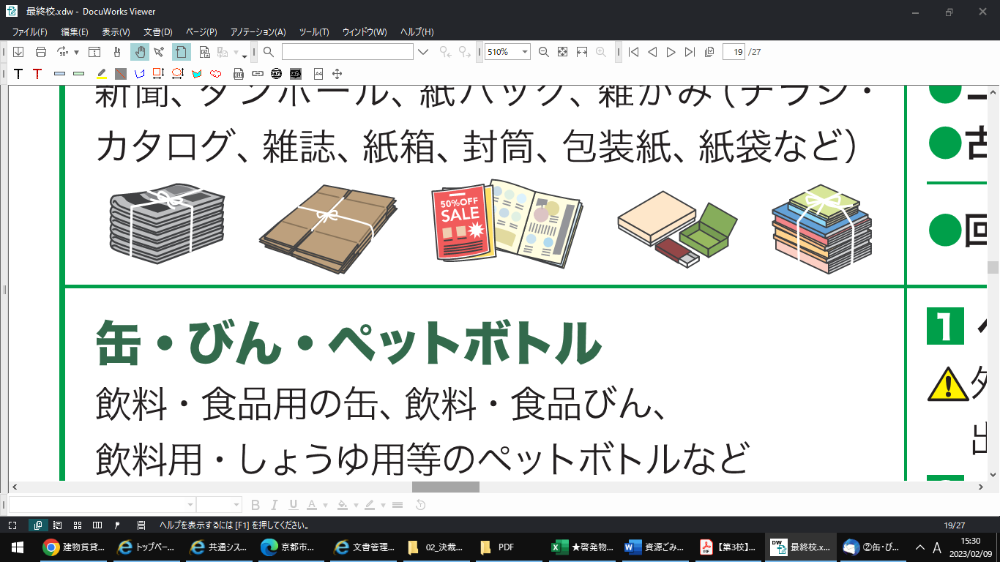 最終校.xdw - DocuWorks Viewer
ファイル(F) 編集(E) 表示(V) 文書(D) ページ(P) アノテーション(A) ツール(T) ウィンドウ(W) ヘルプ(H)
510% 19 /27
新聞、ダンボール、紙パック、雑がみ(チラシ・
カタログ、雑誌、紙箱、封筒、包装紙、紙袋など)
50%OFF
SALE
缶・びん・ペットボトル
飲料・食品用の缶、飲料・食品びん、
飲料用・しょうゆ用等のペットボトルなど
古
回
1
出
B I U A
ヘルプを表示するには [F1] を押してください。
19/27
建物賃貸...
トップペー...
共通シス...
京都市...
文書管理...
02_決裁...
PDF
★啓発物...
資源ごみ...
【第3校】...
最終校.x...
②缶・び...
A
15:30
2023/02/09